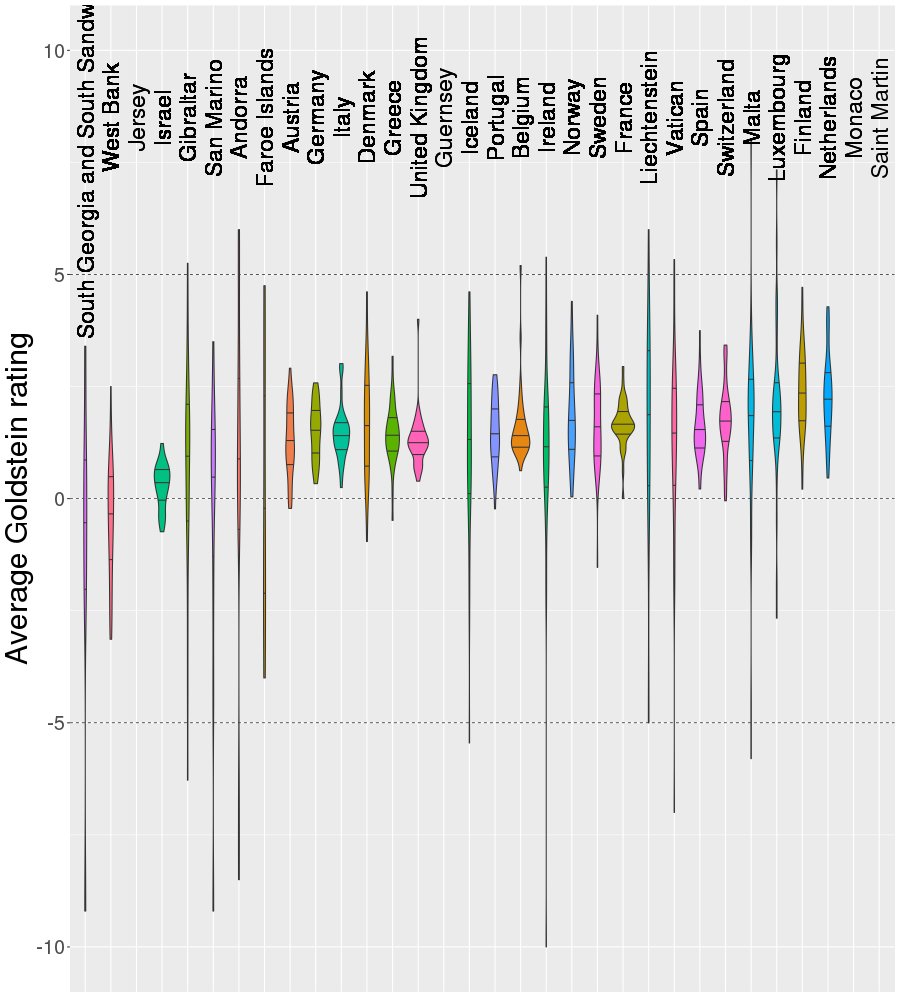 Average Goldstein rating
10
5
0
-5
-10
South Georgia and South Sandw
West Bank
Jersey
Israel
Gibraltar
San Marino
Andorra
Faroe Islands
Austria
Germany
Italy
Denmark
Greece
United Kingdom
Guernsey
Iceland
Portugal
Belgium
Ireland
Norway
Sweden
France
Liechtenstein
Vatican
Spain
Switzerland
Malta
Luxembourg
Finland
Netherlands
Monaco
Saint Martin